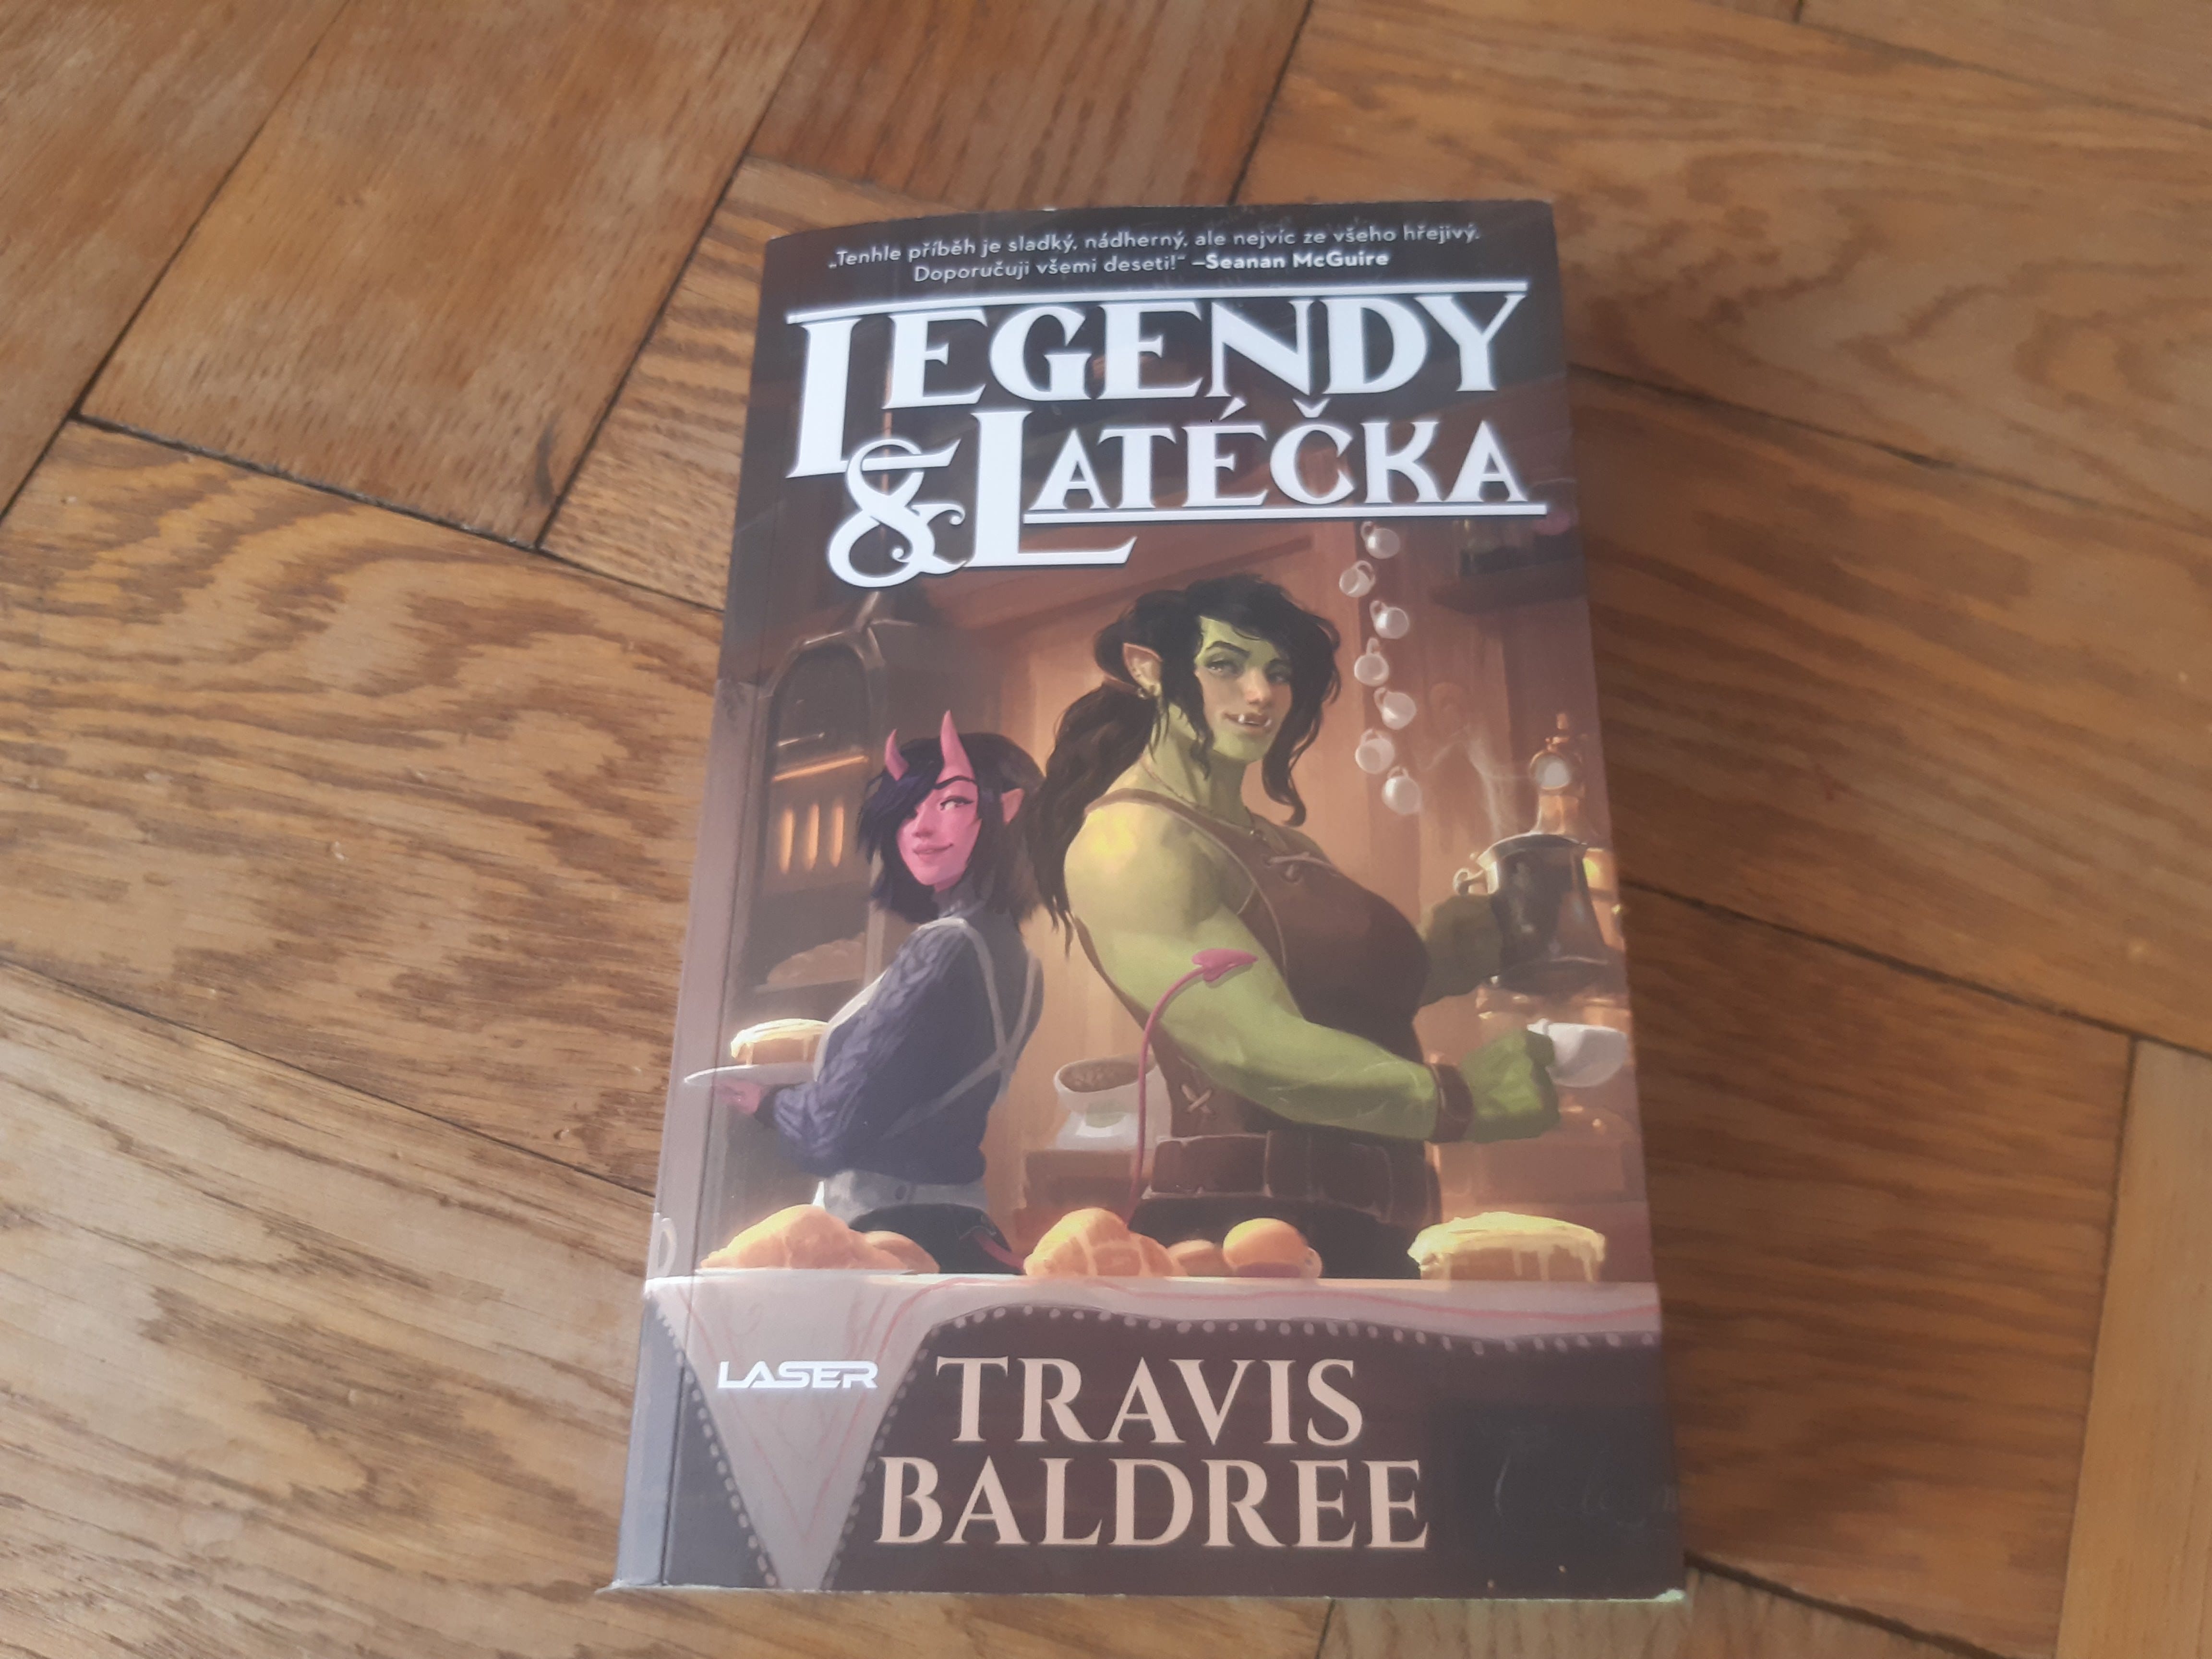 „Tenhle příběh je sladký, nádherný, ale nejvíc ze všeho hřejivý.
Doporučuji všemi deseti!“ –Seanan McGuire
LEGENDY
& LATÉČKA
LASER
TRAVIS
BALDREE